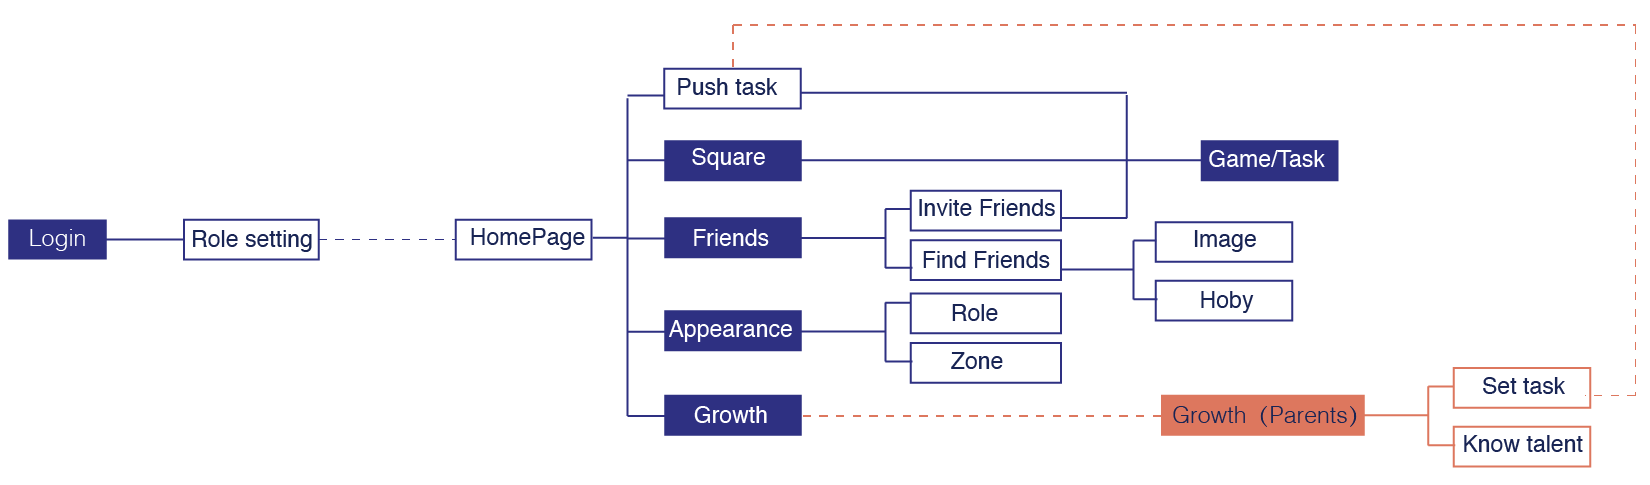 Push task
Square
Game/Task
Invite Friends
Login
Role setting
HomePage
Friends
Image
Find Friends
Hoby
Role
Appearance
Zone
Set task
Growth
Growth (Parents)
Know talent